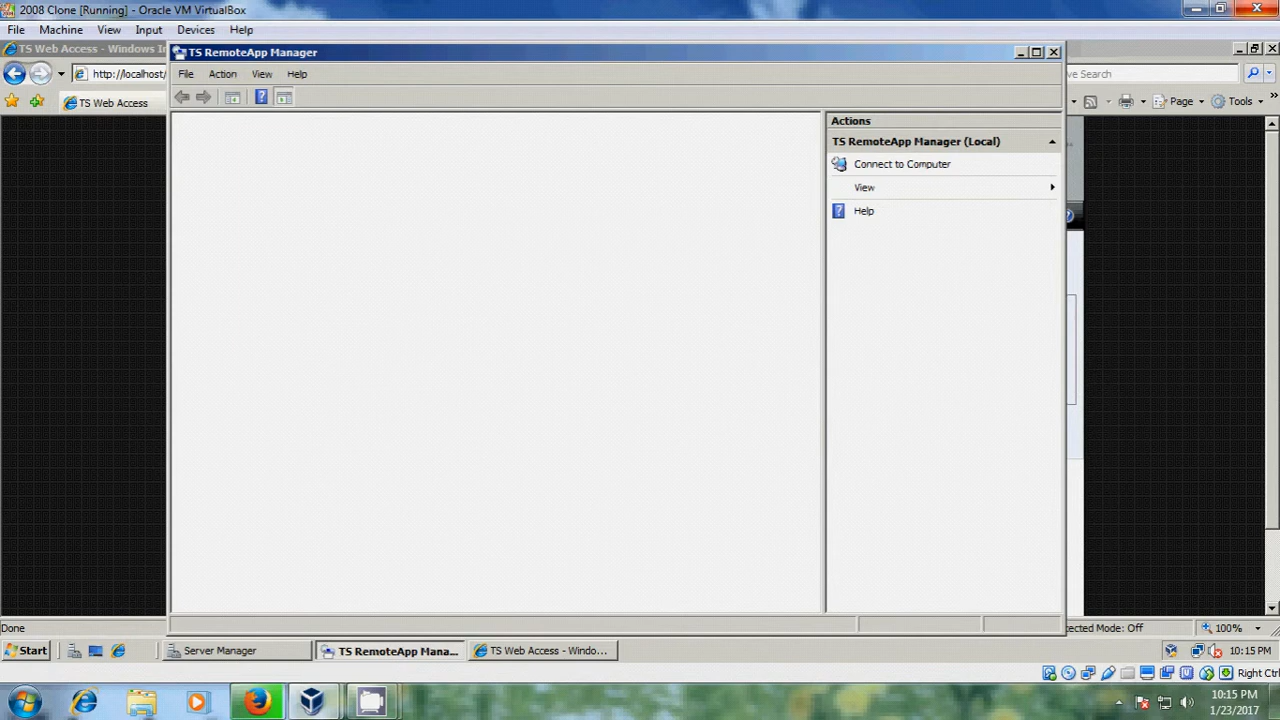 2008 Clone [Running] - Oracle VM VirtualBox
File Machine View Input Devices Help
TS Web Access - Windows In
TS RemoteApp Manager
http://localhost/
ve Search
File Action View Help
TS Web Access
Page Tools
Actions
TS RemoteApp Manager (Local)
Connect to Computer
View
Help
Done
tected Mode: Off
100%
Start
Server Manager
TS RemoteApp Mana...
TS Web Access - Windo...
10:15 PM
Right Ctrl
10:15 PM
1/23/2017